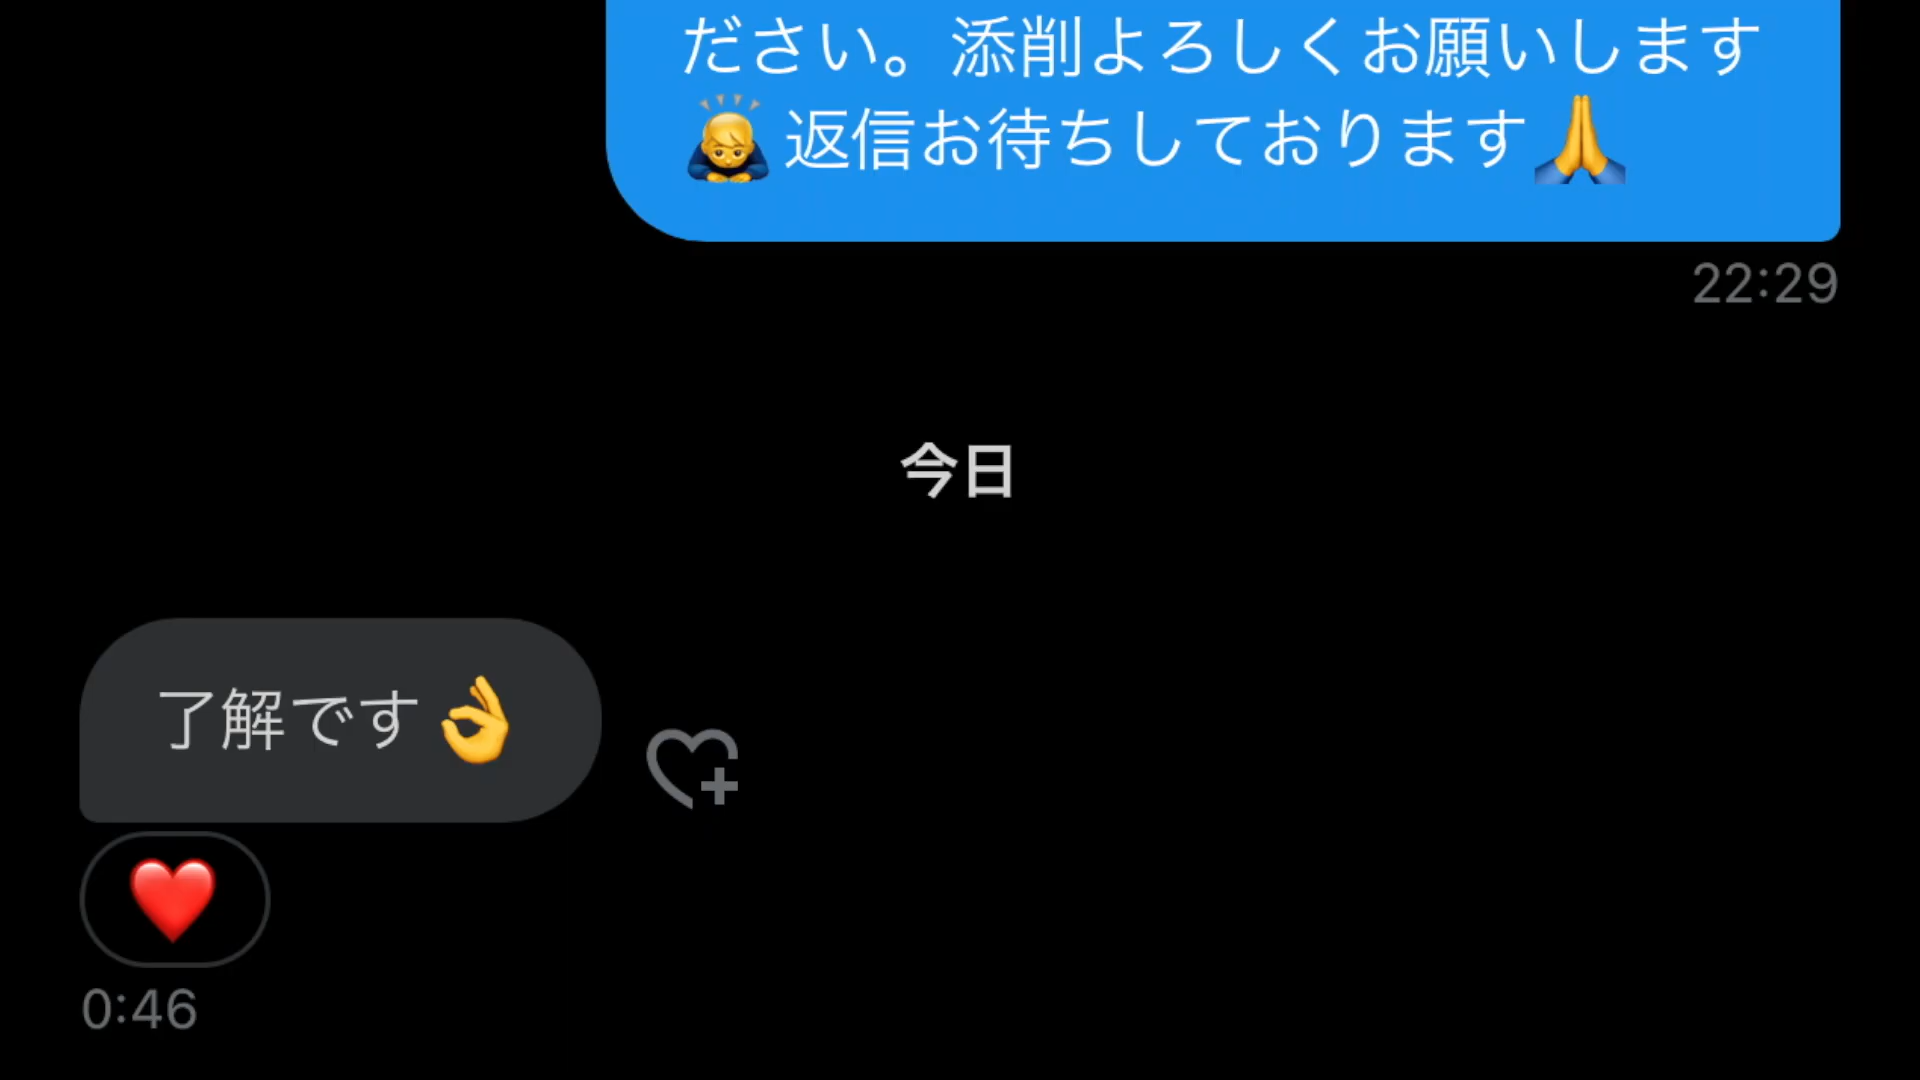 ださい。添削よろしくお願いします
🙇返信お待ちしております🙏
22:29
今日
了解です👌
❤️
0:46